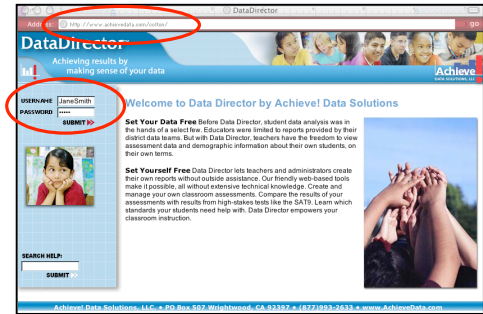 DataDirector
Address: http://www.achievedata.com/cotton/
go
DataDirector™
Achieving results by
making sense of your data
Achieve
DATA SOLUTIONS, LLC
USERNAME JaneSmith
PASSWORD •••••
SUBMIT
Welcome to Data Director by Achieve! Data Solutions
Set Your Data Free Before Data Director, student data analysis was in
the hands of a select few. Educators were limited to reports provided by their
district data teams. But with Data Director, teachers have the freedom to view
assessment data and demographic information about their own students, on
their own terms.
Set Yourself Free Data Director lets teachers and administrators create
their own reports without outside assistance. Our friendly web-based tools
make it possible, all without extensive technical knowledge. Create and
manage your own classroom assessments. Compare the results of your
assessments with results from high-stakes tests like the SAT9. Learn which
standards your students need help with. Data Director empowers your
classroom instruction.
SEARCH HELP:
SUBMIT
Achieve! Data Solutions, LLC. • PO Box 507 Wrightwood, CA 92397 • (877)993-2633 • www.AchieveData.com